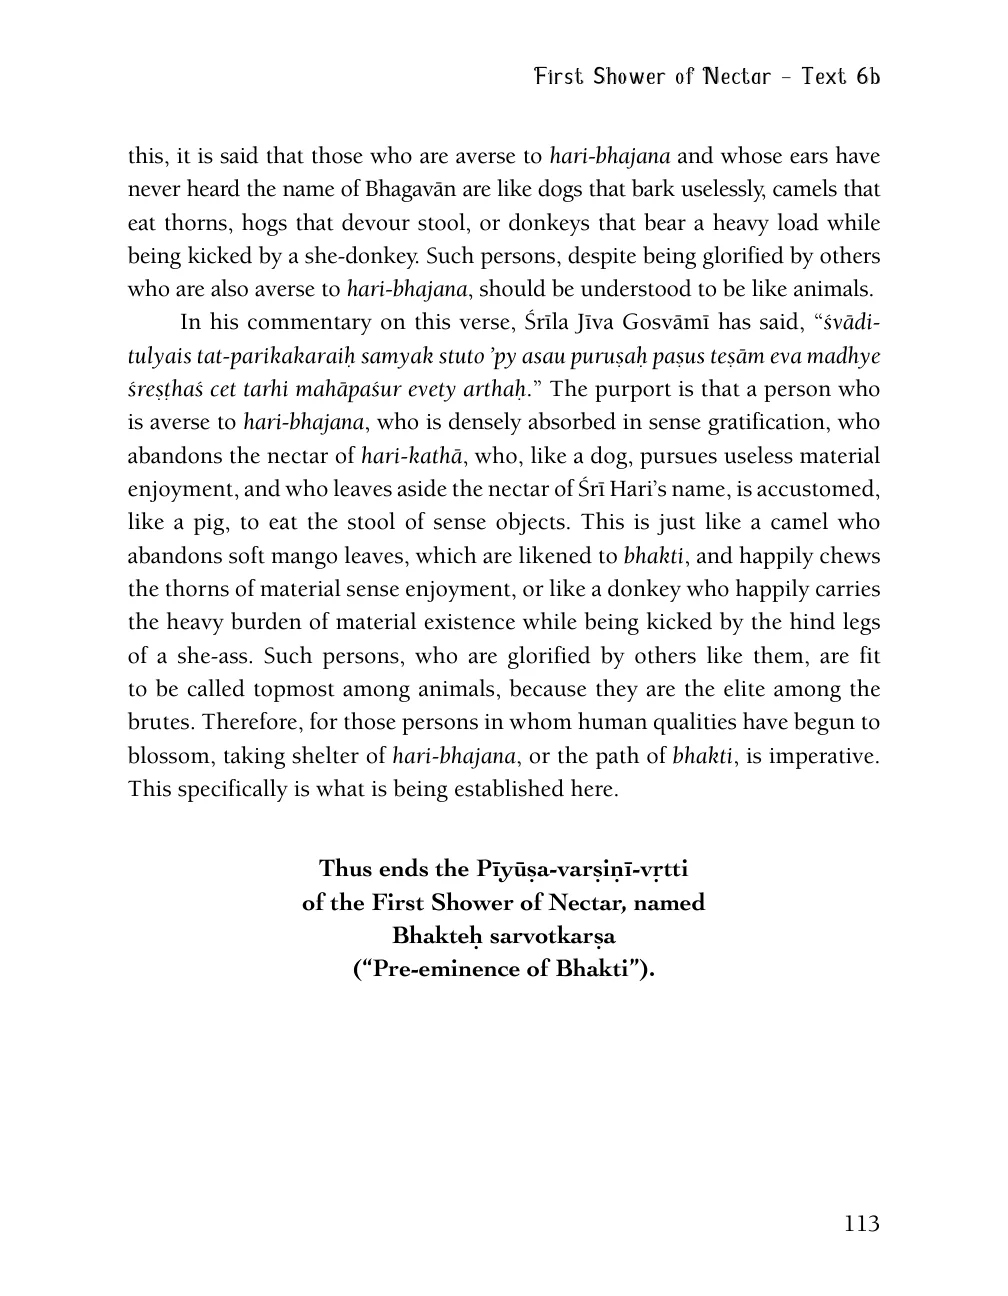 First Shower of Nectar – Text 6b
this, it is said that those who are averse to hari-bhajana and whose ears have
never heard the name of Bhagavān are like dogs that bark uselessly, camels that
eat thorns, hogs that devour stool, or donkeys that bear a heavy load while
being kicked by a she-donkey. Such persons, despite being glorified by others
who are also averse to hari-bhajana, should be understood to be like animals.
In his commentary on this verse, Śrīla Jīva Gosvāmī has said, “śvādi-
tulyais tat-parikakaraiḥ samyak stuto ’py asau puruṣaḥ paṣus teṣām eva madhye
śreṣṭhaś cet tarhi mahāpaśur evety arthaḥ.” The purport is that a person who
is averse to hari-bhajana, who is densely absorbed in sense gratification, who
abandons the nectar of hari-kathā, who, like a dog, pursues useless material
enjoyment, and who leaves aside the nectar of Śrī Hari’s name, is accustomed,
like a pig, to eat the stool of sense objects. This is just like a camel who
abandons soft mango leaves, which are likened to bhakti, and happily chews
the thorns of material sense enjoyment, or like a donkey who happily carries
the heavy burden of material existence while being kicked by the hind legs
of a she-ass. Such persons, who are glorified by others like them, are fit
to be called topmost among animals, because they are the elite among the
brutes. Therefore, for those persons in whom human qualities have begun to
blossom, taking shelter of hari-bhajana, or the path of bhakti, is imperative.
This specifically is what is being established here.
Thus ends the Pīyūṣa-varṣiṇī-vṛtti
of the First Shower of Nectar, named
Bhakteḥ sarvotkarṣa
(“Pre-eminence of Bhakti”).
113